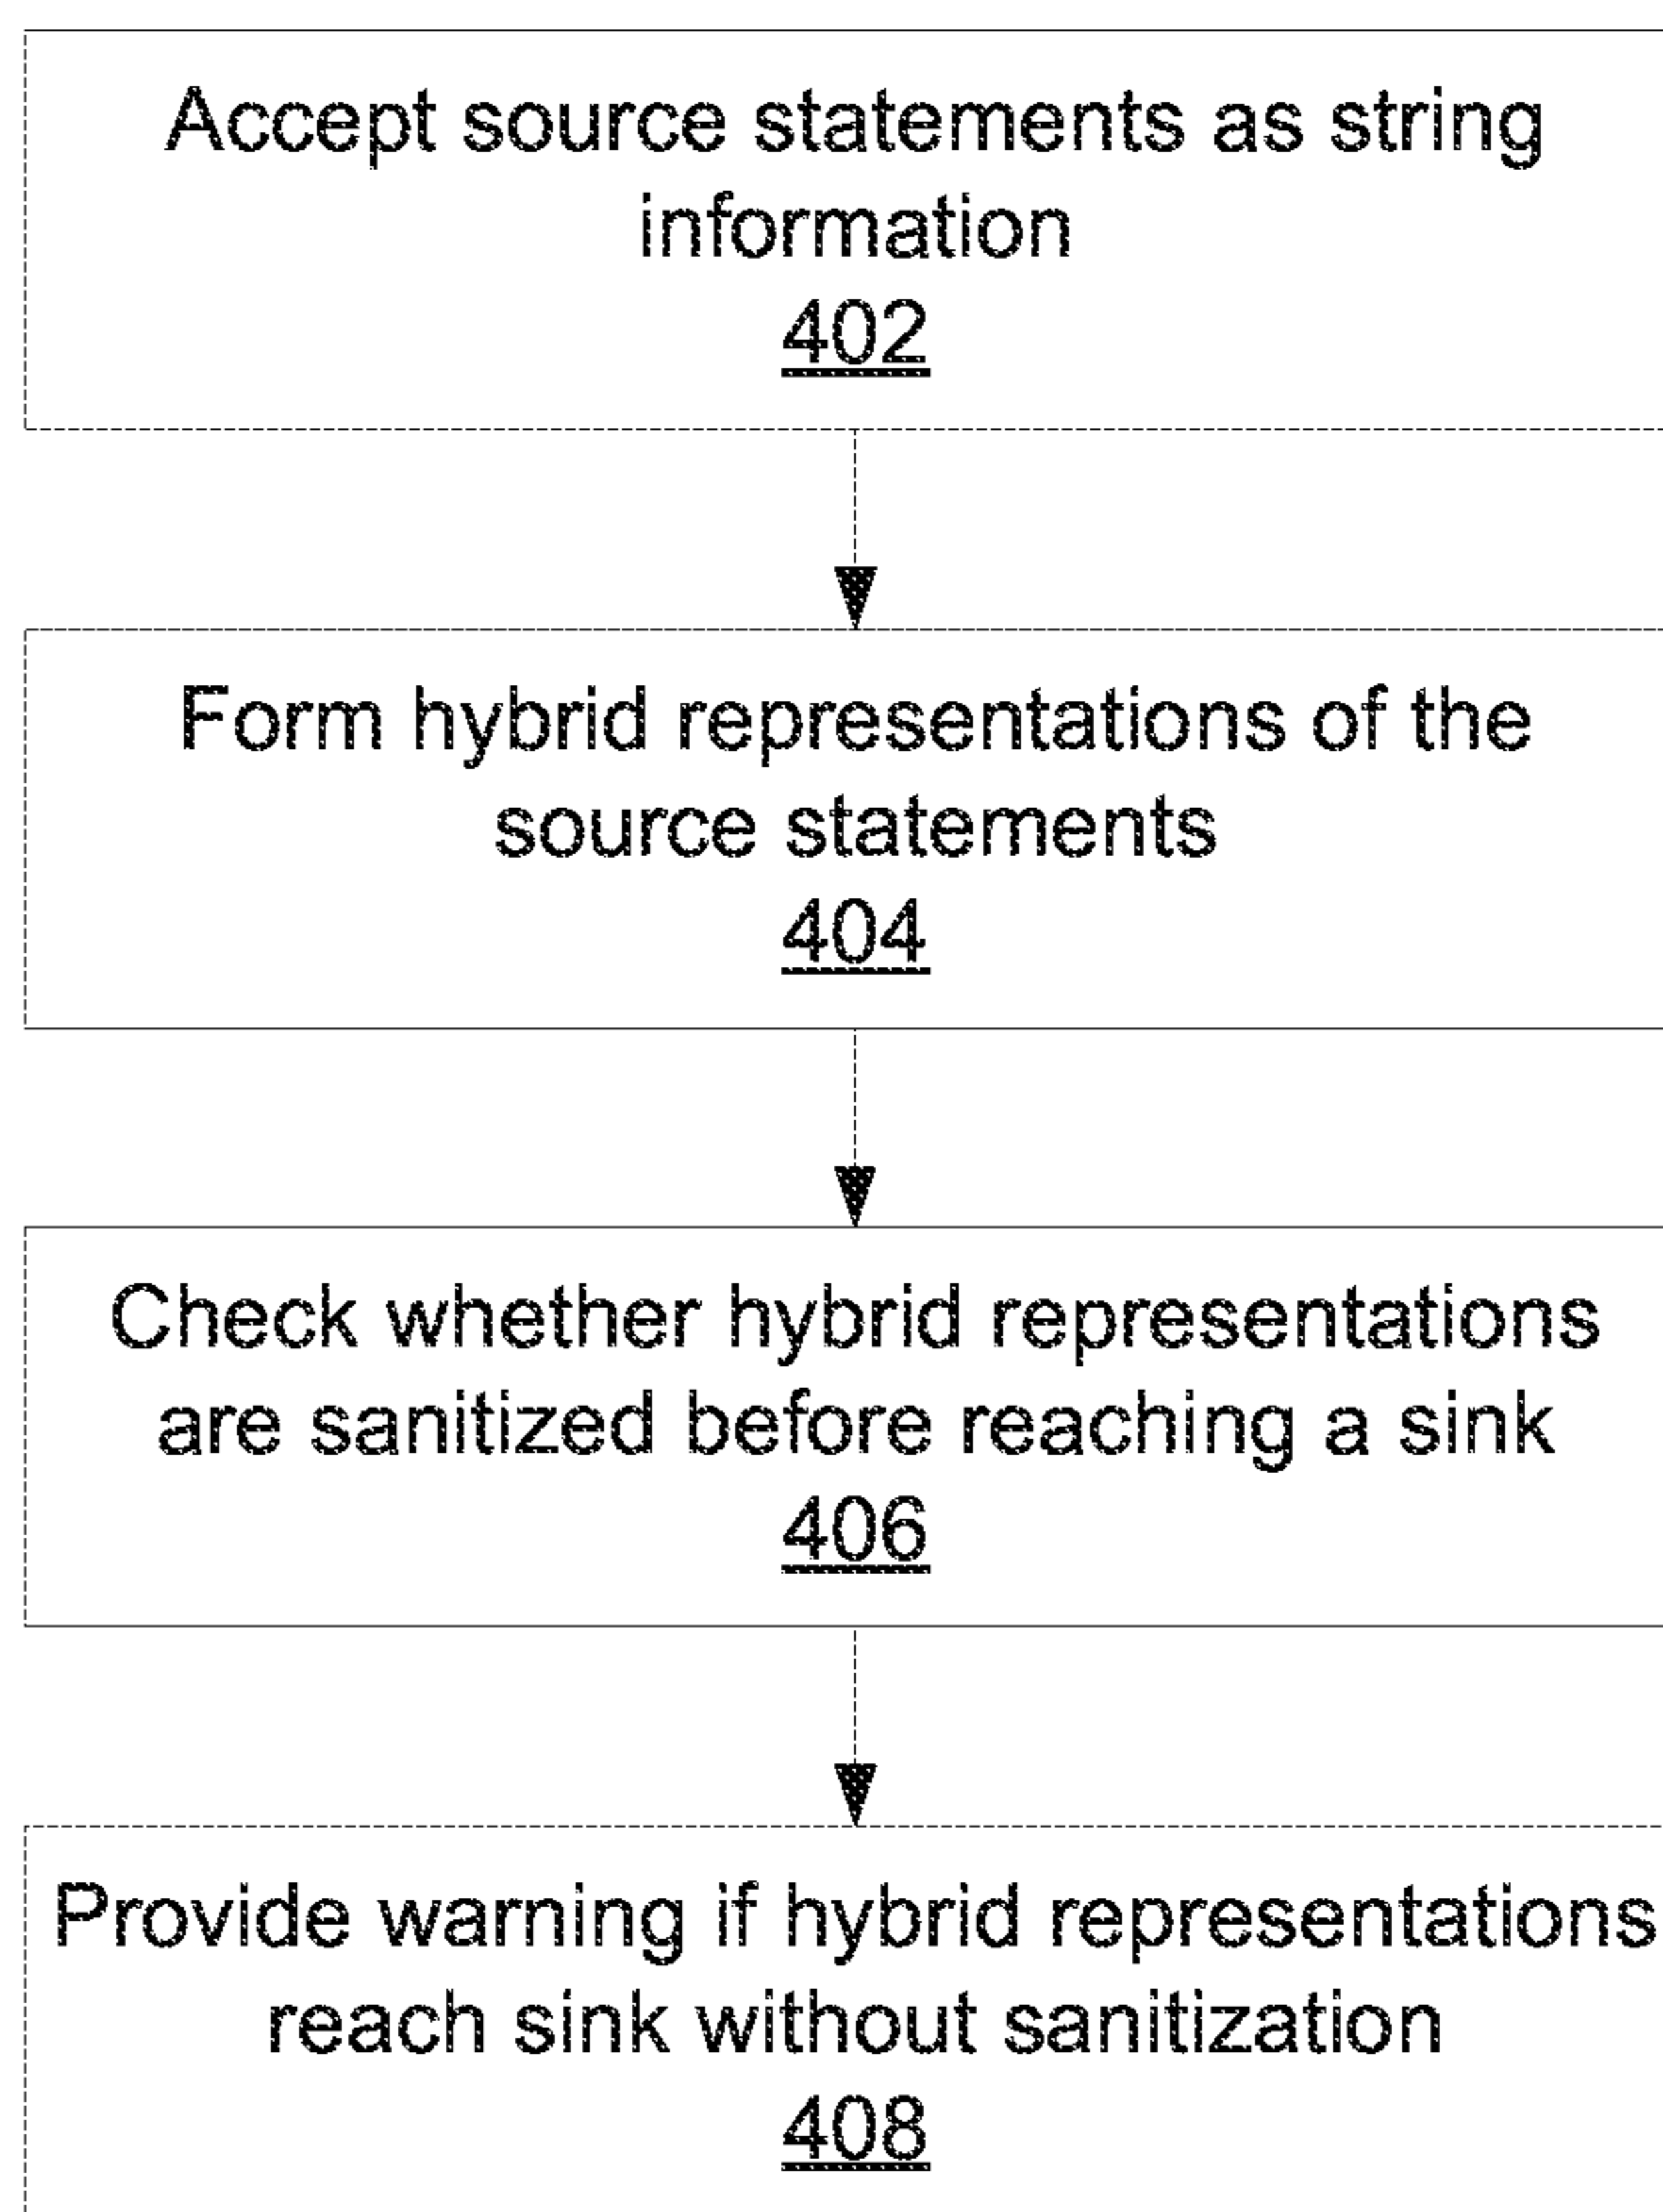 Accept source statements as string
information
402
Form hybrid representations of the
source statements
404
Check whether hybrid representations
are sanitized before reaching a sink
406
Provide warning if hybrid representations
reach sink without sanitization
408